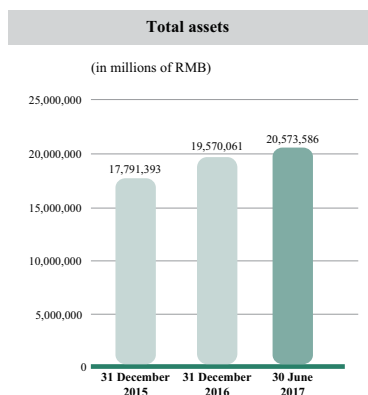 Total assets
(in millions of RMB)
25,000,000
20,000,000
15,000,000
10,000,000
5,000,000
0
17,791,393
19,570,061
20,573,586
31 December 31 December 30 June
2015 2016 2017